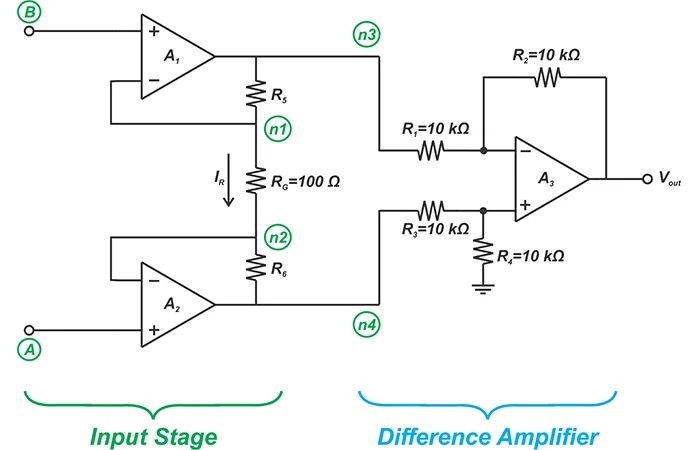 B
n3
R2=10 kΩ
+
A1
−
R5
n1
R1=10 kΩ
−
A3
+
Vout
IR
RG=100 Ω
n2
R3=10 kΩ
R4=10 kΩ
−
A2
+
R6
A
n4
Input Stage
Difference Amplifier